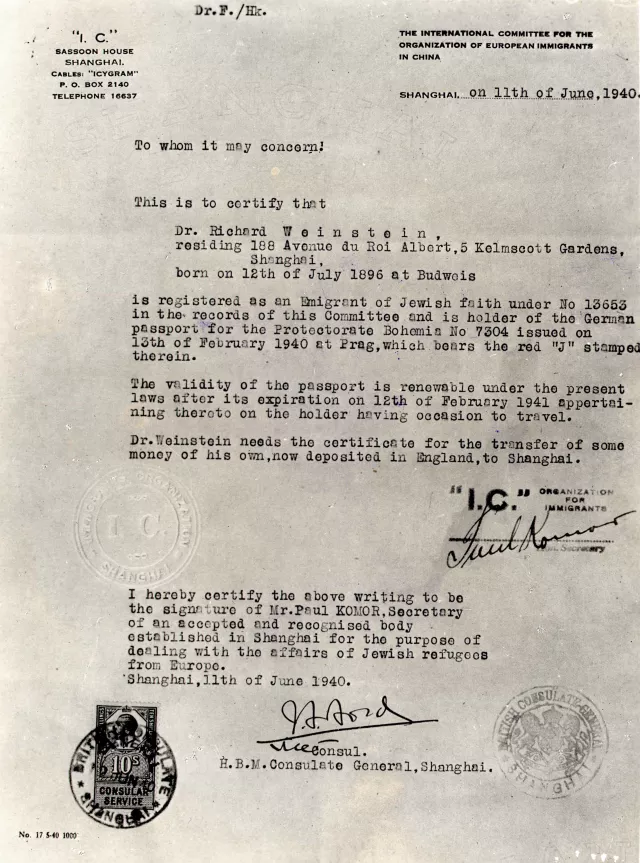 Dr.F./Hk.
"I. C."
SASSOON HOUSE
SHANGHAI.
CABLES: "ICYGRAM"
P. O. BOX 2140
TELEPHONE 16637
THE INTERNATIONAL COMMITTEE FOR THE
ORGANIZATION OF EUROPEAN IMMIGRANTS
IN CHINA
SHANGHAI, on 11th of June,1940.
To whom it may concern!
This is to certify that
Dr. Richard W e i n s t e i n ,
residing 188 Avenue du Roi Albert,5 Kelmscott Gardens,
Shanghai,
born on 12th of July 1896 at Budweis
is registered as an Emigrant of Jewish faith under No 13653
in the records of this Committee and is holder of the German
passport for the Protectorate Bohemia No 7304 issued on
13th of February 1940 at Prag,which bears the red "J" stamped
therein.
The validity of the passport is renewable under the present
laws after its expiration on 12th of February 1941 appertai-
ning thereto on the holder having occasion to travel.
Dr.Weinstein needs the certificate for the transfer of some
money of his own,now deposited in England,to Shanghai.
"I.C." ORGANIZATION
FOR
IMMIGRANTS
Paul Komor
Secretary
I. C.
SHANGHAI
I hereby certify the above writing to be
the signature of Mr.Paul KOMOR,Secretary
of an accepted and recognised body
established in Shanghai for the purpose of
dealing with the affairs of Jewish refugees
from Europe.
Shanghai,11th of June 1940.
Vice Consul.
H.B.M.Consulate General,Shanghai.
BRITISH CONSULATE-GENERAL
SHANGHAI
10S
CONSULAR
SERVICE
No. 17 5-40 1000